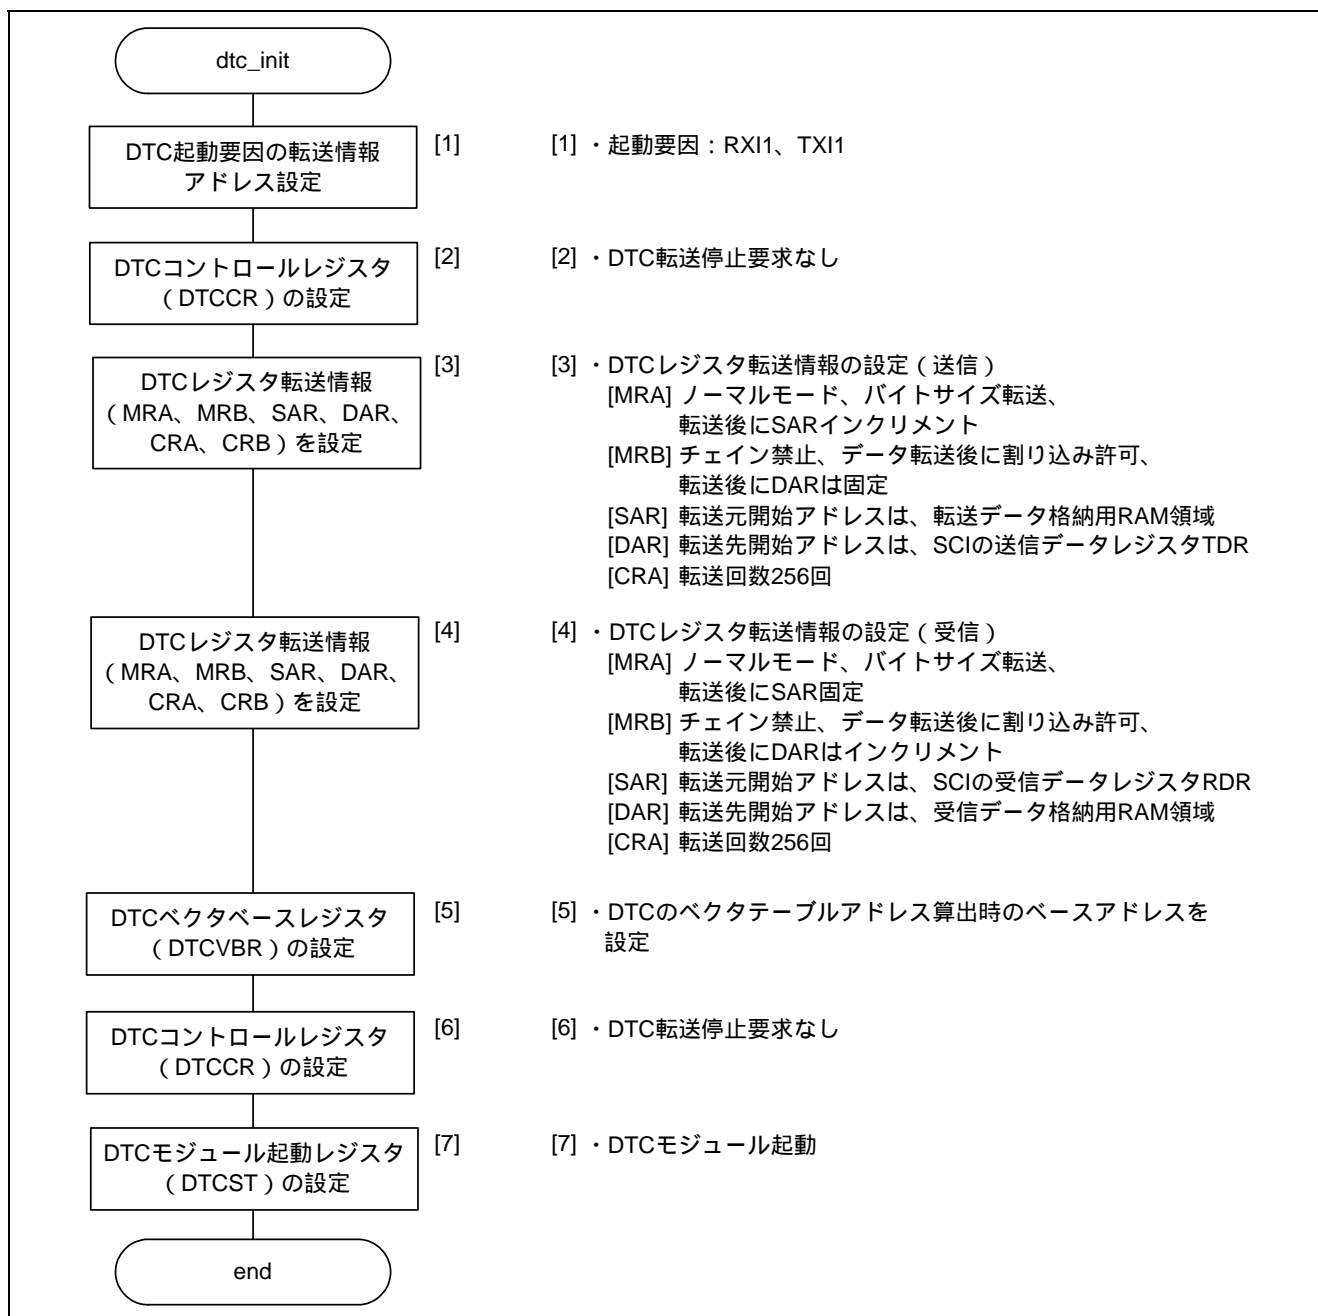 dtc_init
DTC起動要因の転送情報
アドレス設定
[1]
[1] ・起動要因：RXI1、TXI1
DTCコントロールレジスタ
（DTCCR）の設定
[2]
[2] ・DTC転送停止要求なし
DTCレジスタ転送情報
（MRA、MRB、SAR、DAR、
CRA、CRB）を設定
[3]
[3] ・DTCレジスタ転送情報の設定（送信）
[MRA] ノーマルモード、バイトサイズ転送、
転送後にSARインクリメント
[MRB] チェイン禁止、データ転送後に割り込み許可、
転送後にDARは固定
[SAR] 転送元開始アドレスは、転送データ格納用RAM領域
[DAR] 転送先開始アドレスは、SCIの送信データレジスタTDR
[CRA] 転送回数256回
DTCレジスタ転送情報
（MRA、MRB、SAR、DAR、
CRA、CRB）を設定
[4]
[4] ・DTCレジスタ転送情報の設定（受信）
[MRA] ノーマルモード、バイトサイズ転送、
転送後にSAR固定
[MRB] チェイン禁止、データ転送後に割り込み許可、
転送後にDARはインクリメント
[SAR] 転送元開始アドレスは、SCIの受信データレジスタRDR
[DAR] 転送先開始アドレスは、受信データ格納用RAM領域
[CRA] 転送回数256回
DTCベクタベースレジスタ
（DTCVBR）の設定
[5]
[5] ・DTCのベクタテーブルアドレス算出時のベースアドレスを
設定
DTCコントロールレジスタ
（DTCCR）の設定
[6]
[6] ・DTC転送停止要求なし
DTCモジュール起動レジスタ
（DTCST）の設定
[7]
[7] ・DTCモジュール起動
end